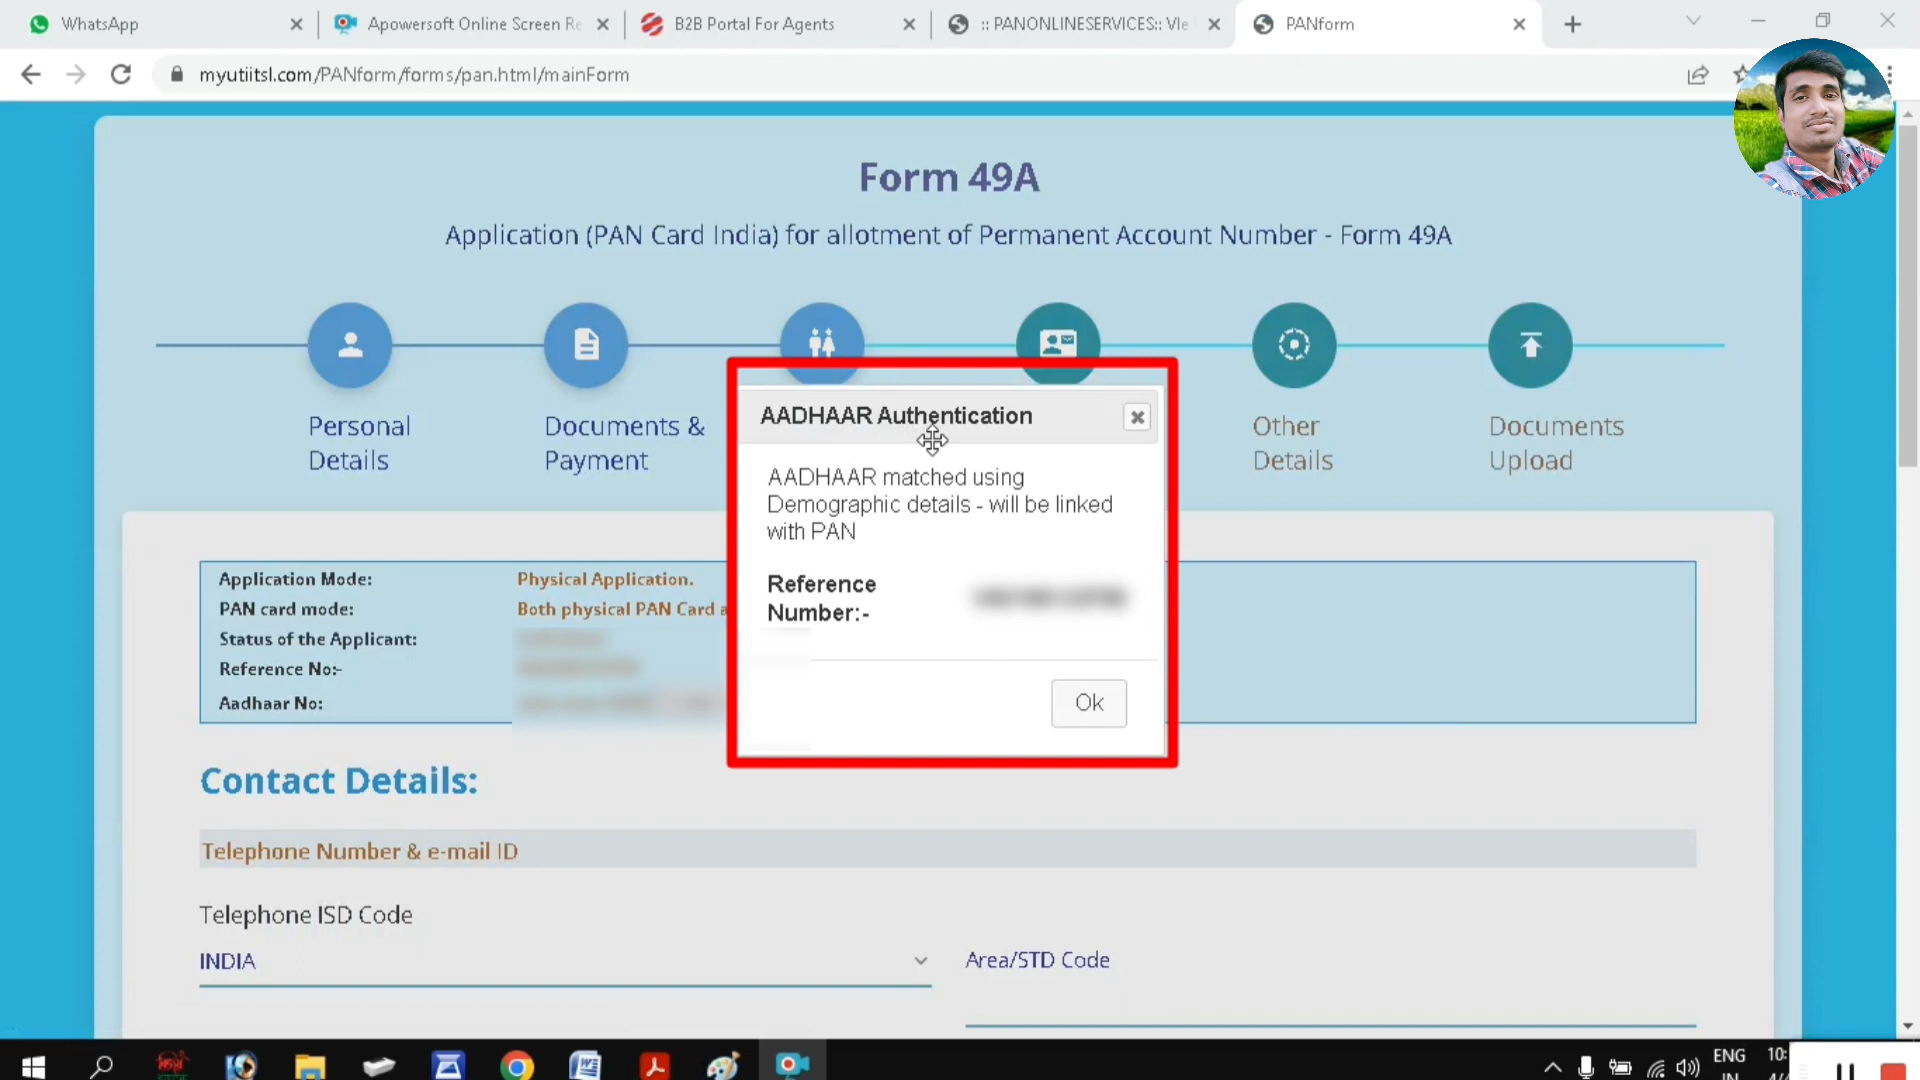 WhatsApp
Apowersoft Online Screen Re
B2B Portal For Agents
:: PANONLINESERVICES:: Vle
PANform
myutiitsl.com/PANform/forms/pan.html/mainForm
Form 49A
Application (PAN Card India) for allotment of Permanent Account Number - Form 49A
Personal
Details
Documents &
Payment
Other
Details
Documents
Upload
AADHAAR Authentication
AADHAAR matched using
Demographic details - will be linked
with PAN
Reference
Number:-
Ok
Application Mode: Physical Application.
PAN card mode: Both physical PAN Card a
Status of the Applicant:
Reference No:-
Aadhaar No:
Contact Details:
Telephone Number & e-mail ID
Telephone ISD Code
INDIA
Area/STD Code
ENG
IN
10: